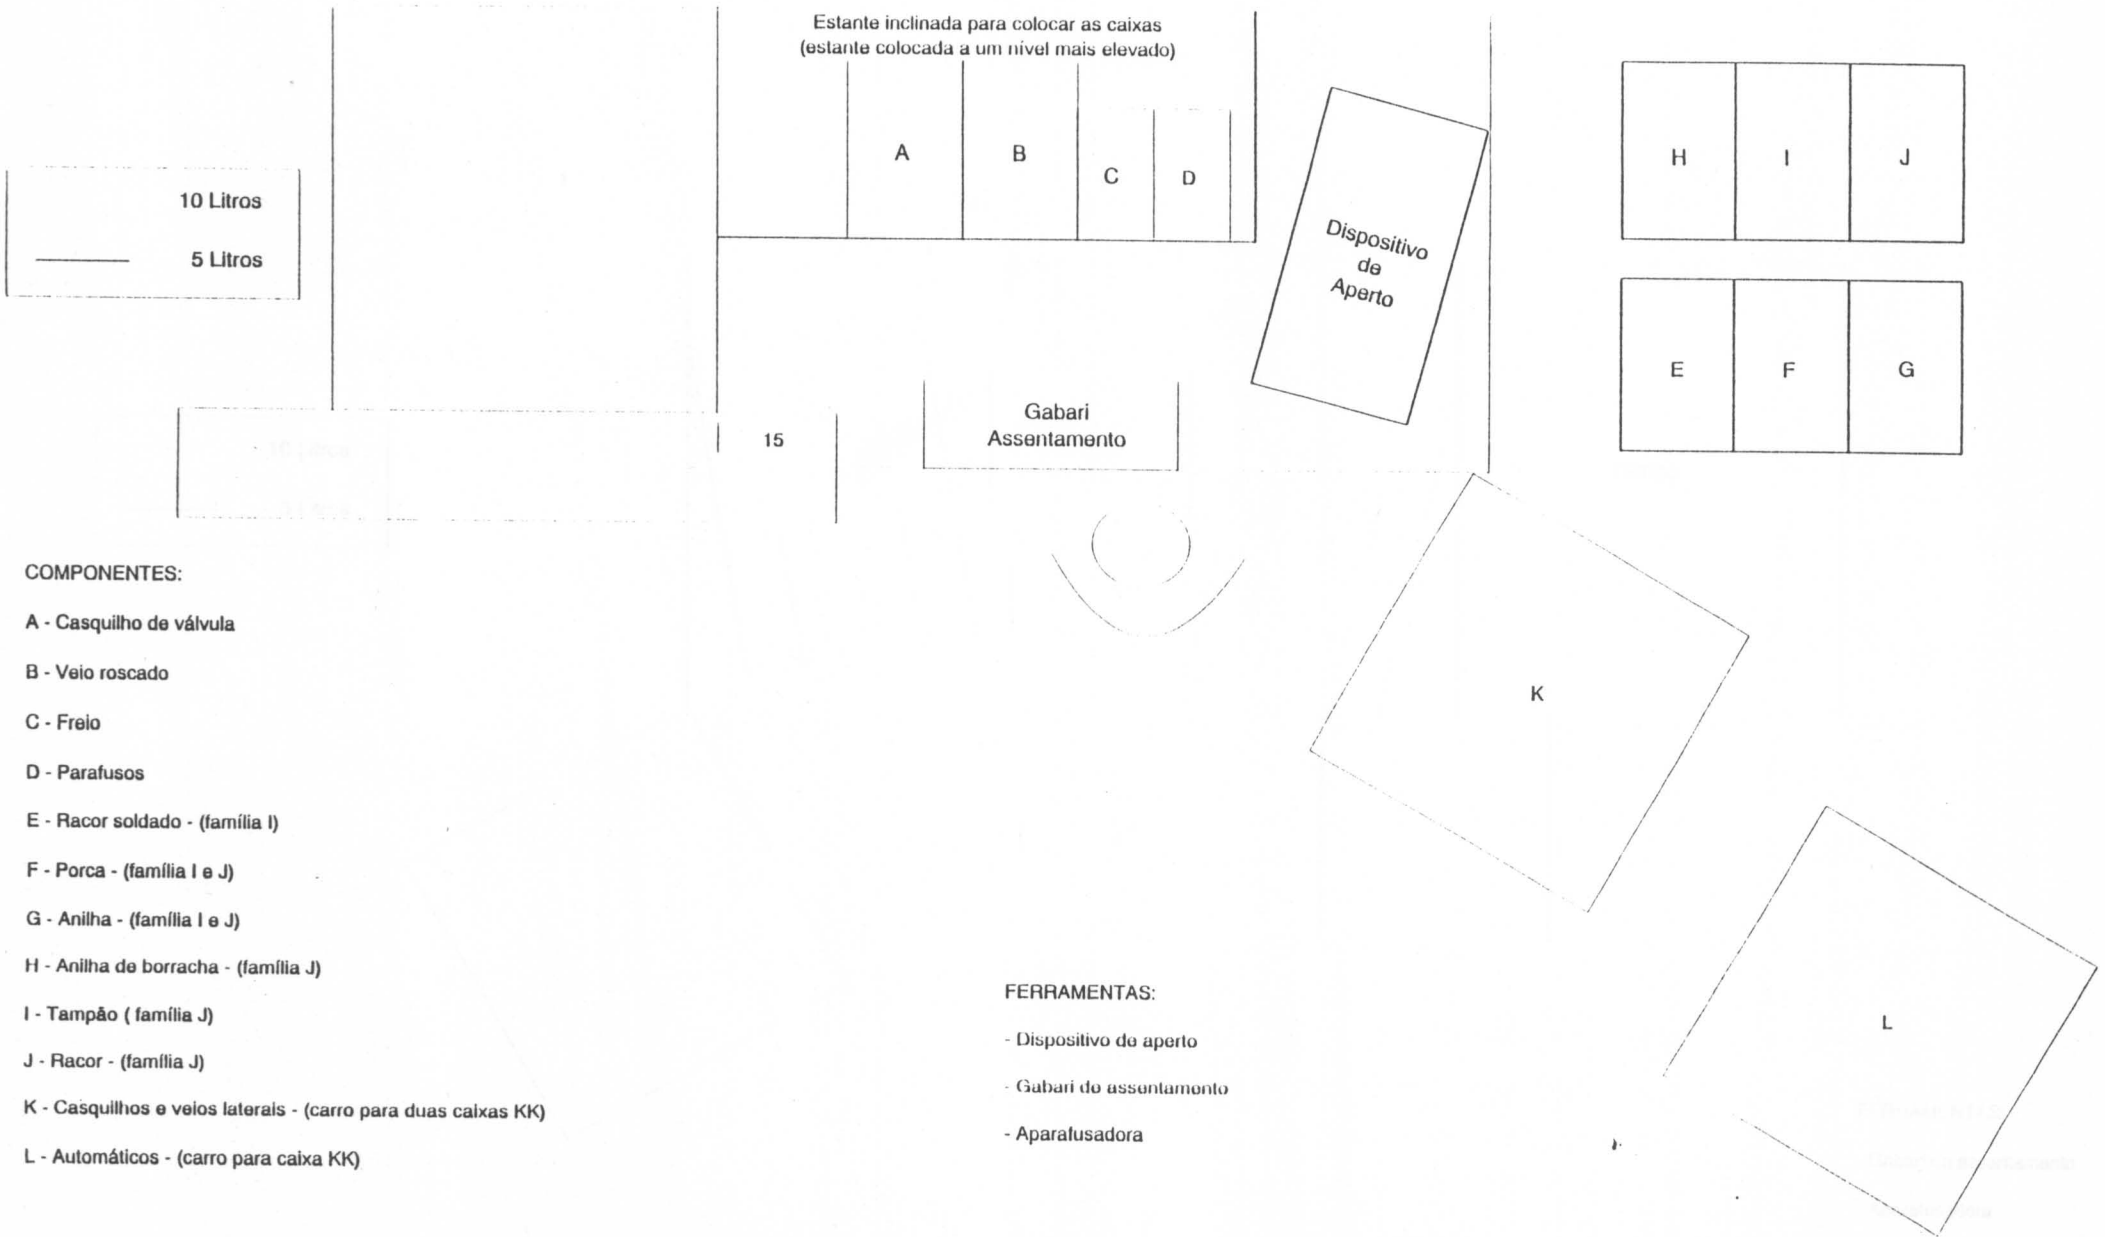 Estante inclinada para colocar as caixas
(estante colocada a um nível mais elevado)
A
B
C
D
H
I
J
10 Litros
5 Litros
Dispositivo
de
Aperto
E
F
G
15
Gabari
Assentamento
K
L
COMPONENTES:
A - Casquilho de válvula
B - Veio roscado
C - Freio
D - Parafusos
E - Racor soldado - (família I)
F - Porca - (família I e J)
G - Anilha - (família I e J)
H - Anilha de borracha - (família J)
I - Tampão ( família J)
J - Racor - (família J)
K - Casquilhos e veios laterais - (carro para duas caixas KK)
L - Automáticos - (carro para caixa KK)
FERRAMENTAS:
- Dispositivo de aperto
- Gabari de assentamento
- Aparafusadora